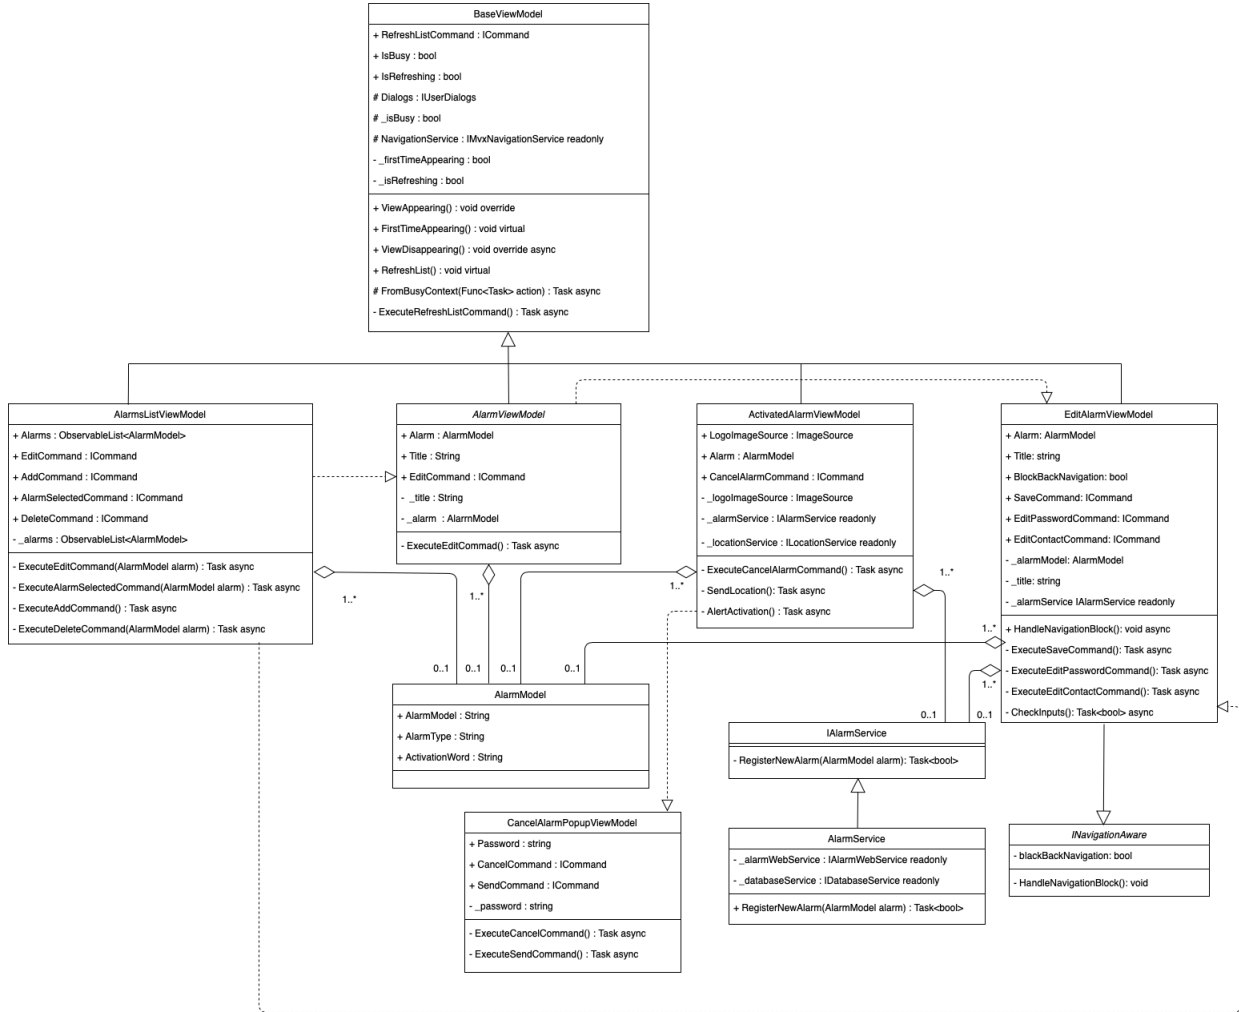 BaseViewModel
+ RefreshListCommand : ICommand
+ IsBusy : bool
+ IsRefreshing : bool
# Dialogs : IUserDialogs
# _isBusy : bool
# NavigationService : IMvxNavigationService readonly
- _firstTimeAppearing : bool
- _isRefreshing : bool
+ ViewAppearing() : void override
+ FirstTimeAppearing() : void virtual
+ ViewDisappearing() : void override async
+ RefreshList() : void virtual
# FromBusyContext(Func<Task> action) : Task async
- ExecuteRefreshListCommand() : Task async
AlarmsListViewModel
+ Alarms : ObservableList<AlarmModel>
+ EditCommand : ICommand
+ AddCommand : ICommand
+ AlarmSelectedCommand : ICommand
+ DeleteCommand : ICommand
- _alarms : ObservableList<AlarmModel>
- ExecuteEditCommand(AlarmModel alarm) : Task async
- ExecuteAlarmSelectedCommand(AlarmModel alarm) : Task async
- ExecuteAddCommand() : Task async
- ExecuteDeleteCommand(AlarmModel alarm) : Task async
AlarmViewModel
+ Alarm : AlarmModel
+ Title : String
+ EditCommand : ICommand
- _title : String
- _alarm : AlarmModel
- ExecuteEditCommad() : Task async
ActivatedAlarmViewModel
+ LogoImageSource : ImageSource
+ Alarm : AlarmModel
+ CancelAlarmCommand : ICommand
- _logoImageSource : ImageSource
- _alarmService : IAlarmService readonly
- _locationService : ILocationService readonly
- ExecuteCancelAlarmCommand() : Task async
- SendLocation(): Task async
- AlertActivation() : Task async
EditAlarmViewModel
+ Alarm: AlarmModel
+ Title: string
+ BlockBackNavigation: bool
+ SaveCommand: ICommand
+ EditPasswordCommand: ICommand
+ EditContactCommand: ICommand
- _alarmModel: AlarmModel
- _title: string
- _alarmService IAlarmService readonly
+ HandleNavigationBlock(): void async
- ExecuteSaveCommand(): Task async
- ExecuteEditPasswordCommand(): Task async
- ExecuteEditContactCommand(): Task async
- CheckInputs(): Task<bool> async
1..*
1..*
1..*
1..*
1..*
1..*
0..1
0..1
0..1
0..1
0..1
0..1
AlarmModel
+ AlarmModel : String
+ AlarmType : String
+ ActivationWord : String
IAlarmService
- RegisterNewAlarm(AlarmModel alarm): Task<bool>
CancelAlarmPopupViewModel
+ Password : string
+ CancelCommand : ICommand
+ SendCommand : ICommand
- _password : string
- ExecuteCancelCommand() : Task async
- ExecuteSendCommand() : Task async
AlarmService
- _alarmWebService : IAlarmWebService readonly
- _databaseService : IDatabaseService readonly
+ RegisterNewAlarm(AlarmModel alarm) : Task<bool>
INavigationAware
- blackBackNavigation: bool
- HandleNavigationBlock(): void